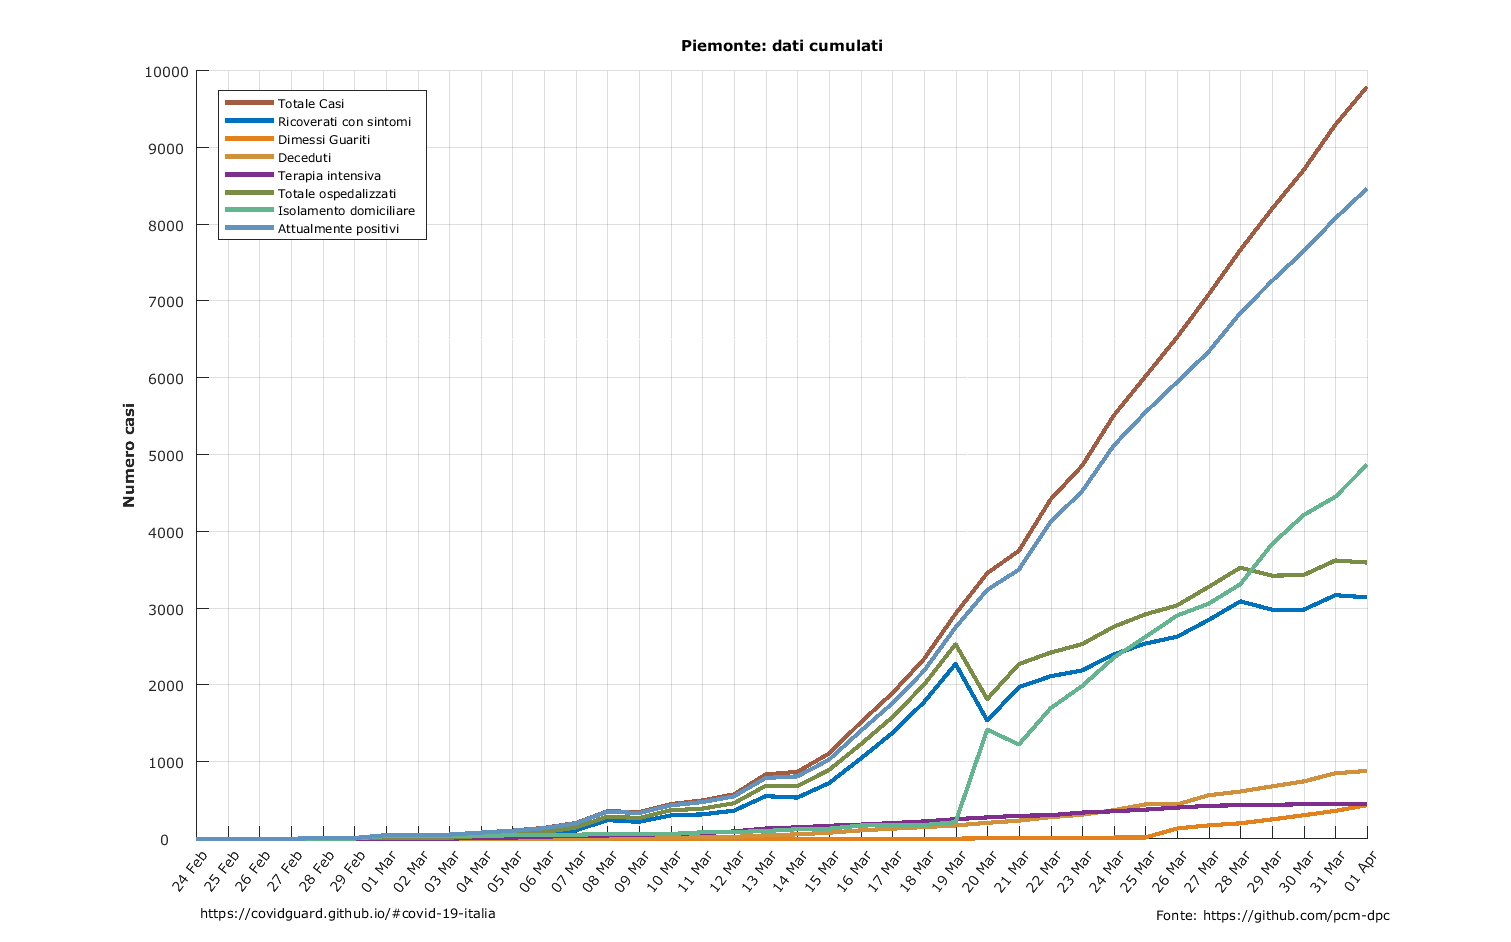 Piemonte: dati cumulati
10000
9000
8000
7000
6000
5000
4000
3000
2000
1000
0
Numero casi
Totale Casi
Ricoverati con sintomi
Dimessi Guariti
Deceduti
Terapia intensiva
Totale ospedalizzati
Isolamento domiciliare
Attualmente positivi
24 Feb
25 Feb
26 Feb
27 Feb
28 Feb
29 Feb
01 Mar
02 Mar
03 Mar
04 Mar
05 Mar
06 Mar
07 Mar
08 Mar
09 Mar
10 Mar
11 Mar
12 Mar
13 Mar
14 Mar
15 Mar
16 Mar
17 Mar
18 Mar
19 Mar
20 Mar
21 Mar
22 Mar
23 Mar
24 Mar
25 Mar
26 Mar
27 Mar
28 Mar
29 Mar
30 Mar
31 Mar
01 Apr
https://covidguard.github.io/#covid-19-italia
Fonte: https://github.com/pcm-dpc